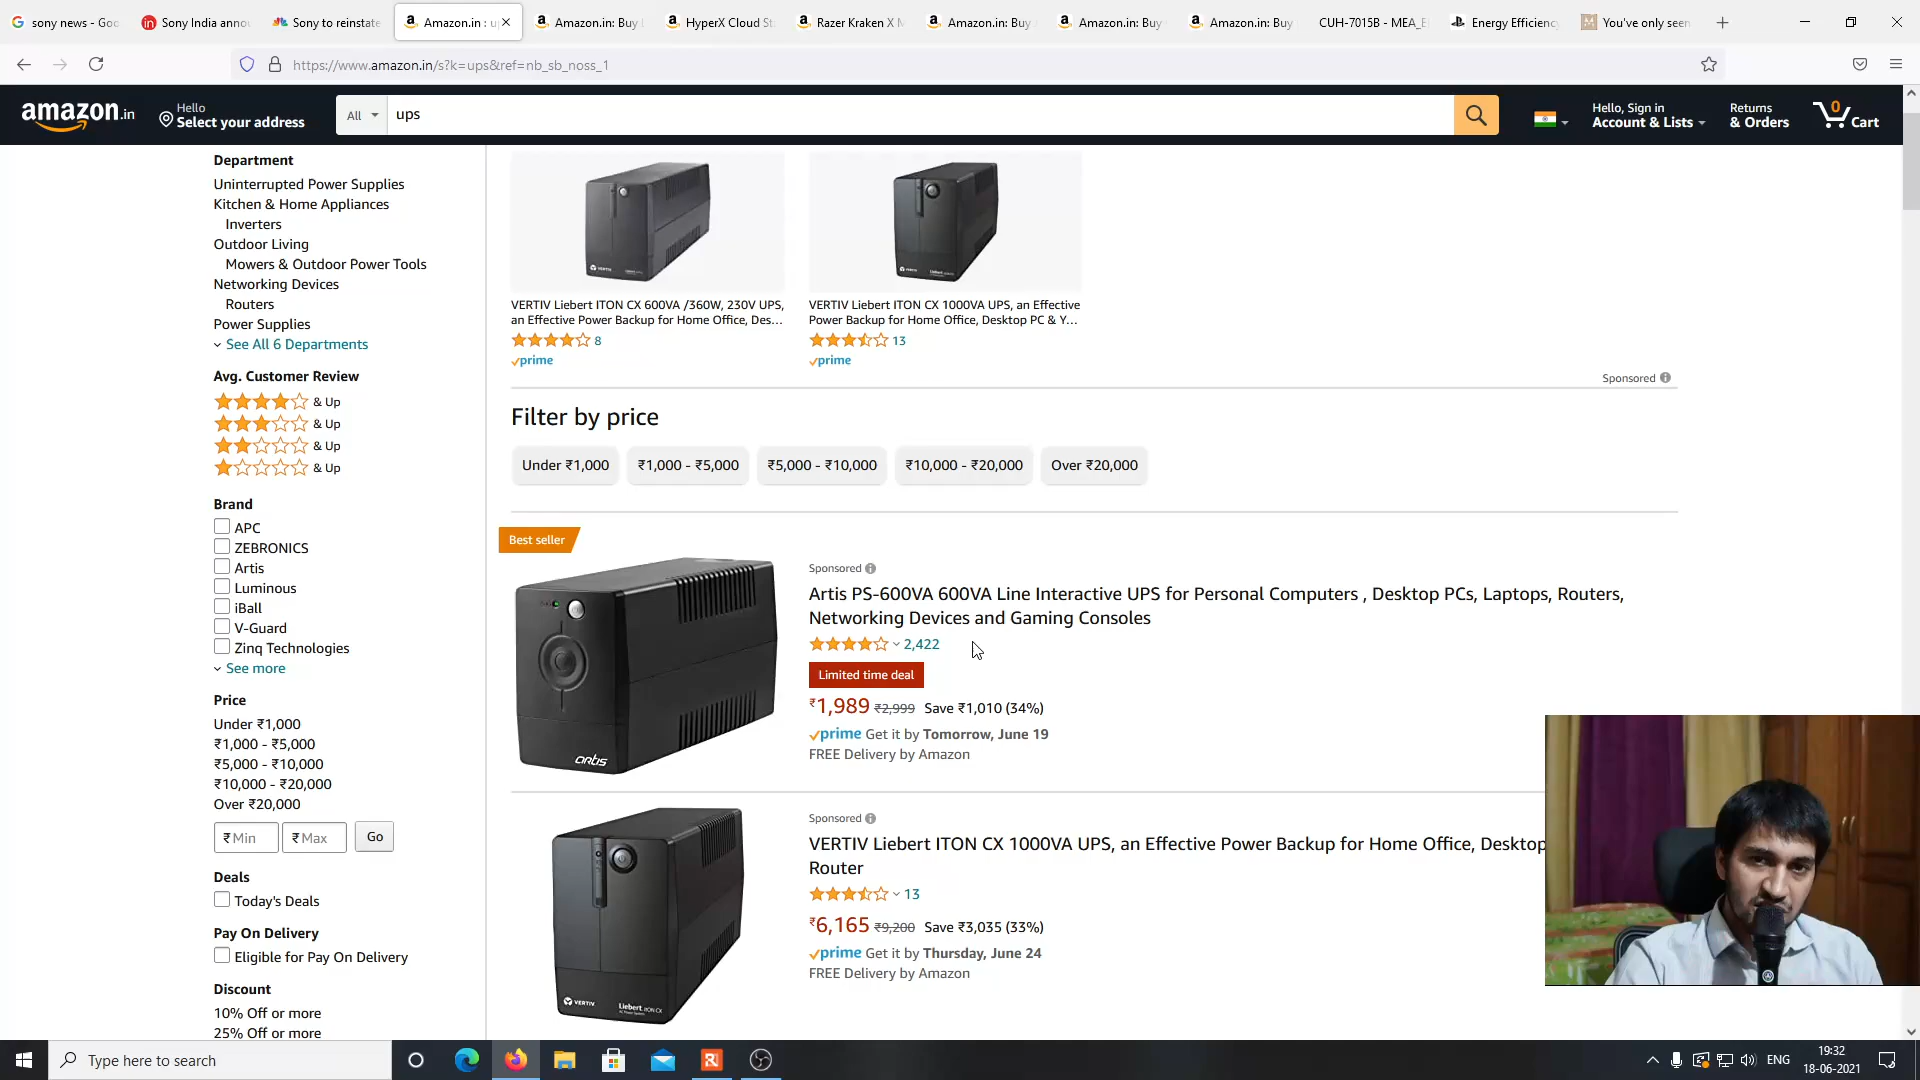 sony news - Goo
Sony India annou
Sony to reinstate
Amazon.in : up
Amazon.in: Buy
HyperX Cloud St
Razer Kraken X M
Amazon.in: Buy
Amazon.in: Buy
Amazon.in: Buy
CUH-7015B - MEA_E
Energy Efficiency
You've only seen
https://www.amazon.in/s?k=ups&ref=nb_sb_noss_1
amazon.in
Hello
Select your address
All
ups
Hello, Sign in
Account & Lists
Returns
& Orders
0
Cart
Department
Uninterrupted Power Supplies
Kitchen & Home Appliances
Inverters
Outdoor Living
Mowers & Outdoor Power Tools
Networking Devices
Routers
Power Supplies
See All 6 Departments
Avg. Customer Review
& Up
& Up
& Up
& Up
Brand
APC
ZEBRONICS
Artis
Luminous
iBall
V-Guard
Zinq Technologies
See more
Price
Under ₹1,000
₹1,000 - ₹5,000
₹5,000 - ₹10,000
₹10,000 - ₹20,000
Over ₹20,000
₹ Min
₹ Max
Go
Deals
Today's Deals
Pay On Delivery
Eligible for Pay On Delivery
Discount
10% Off or more
25% Off or more
VERTIV
VERTIV Liebert ITON CX 600VA /360W, 230V UPS,
an Effective Power Backup for Home Office, Des...
8
prime
VERTIV
VERTIV Liebert ITON CX 1000VA UPS, an Effective
Power Backup for Home Office, Desktop PC & Y...
13
prime
Sponsored
Filter by price
Under ₹1,000
₹1,000 - ₹5,000
₹5,000 - ₹10,000
₹10,000 - ₹20,000
Over ₹20,000
Best seller
artis
Sponsored
Artis PS-600VA 600VA Line Interactive UPS for Personal Computers , Desktop PCs, Laptops, Routers,
Networking Devices and Gaming Consoles
2,422
Limited time deal
₹1,989 ₹2,999 Save ₹1,010 (34%)
prime Get it by Tomorrow, June 19
FREE Delivery by Amazon
VERTIV
Liebert ITON CX
Sponsored
VERTIV Liebert ITON CX 1000VA UPS, an Effective Power Backup for Home Office, Desktop
Router
13
₹6,165 ₹9,200 Save ₹3,035 (33%)
prime Get it by Thursday, June 24
FREE Delivery by Amazon
Type here to search
ENG
19:32
18-06-2021